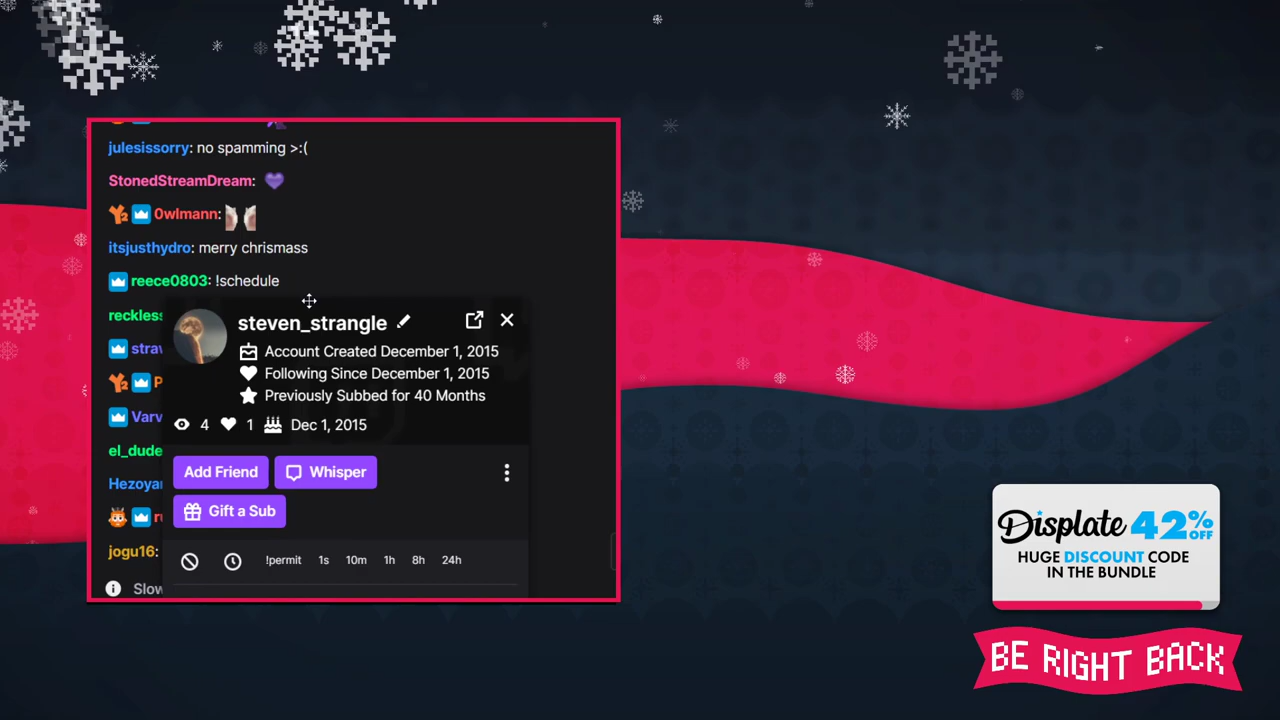 julesissorry: no spamming >:(
StonedStreamDream:
0wlmann:
itsjusthydro: merry chrismass
reece0803: !schedule
reckless
strav
P
Varv
el_dude
Hezoya
ru
jogu16:
Slow
steven_strangle
Account Created December 1, 2015
Following Since December 1, 2015
Previously Subbed for 40 Months
4 1 Dec 1, 2015
Add Friend Whisper
Gift a Sub
!permit 1s 10m 1h 8h 24h
Displate 42% OFF
HUGE DISCOUNT CODE
IN THE BUNDLE
BE RIGHT BACK